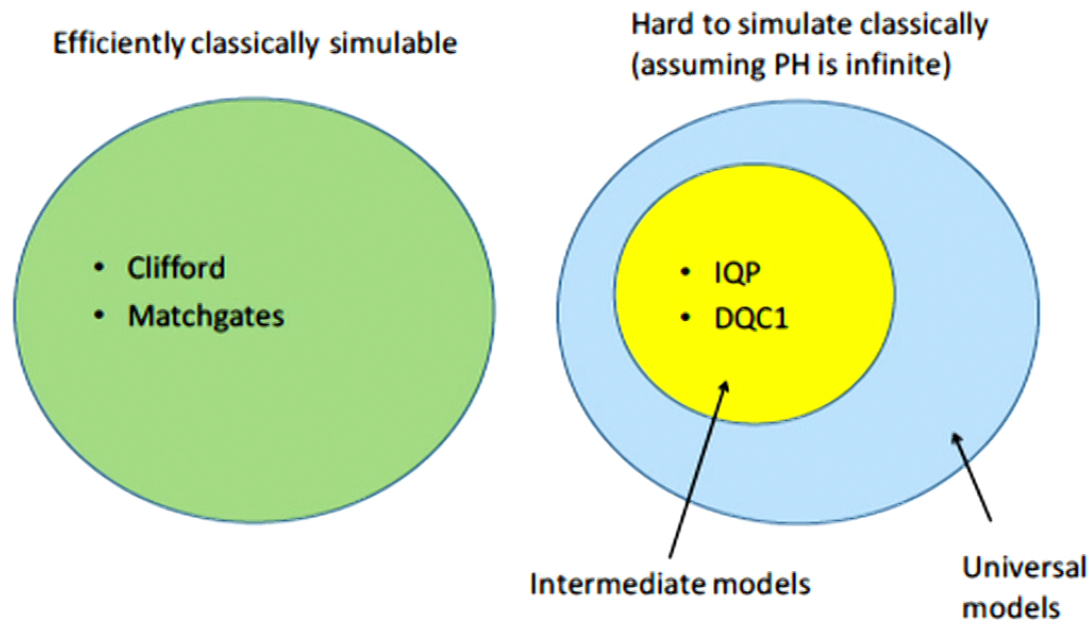 Efficiently classically simulable
Hard to simulate classically
(assuming PH is infinite)
• Clifford
• Matchgates
• IQP
• DQC1
Intermediate models
Universal
models